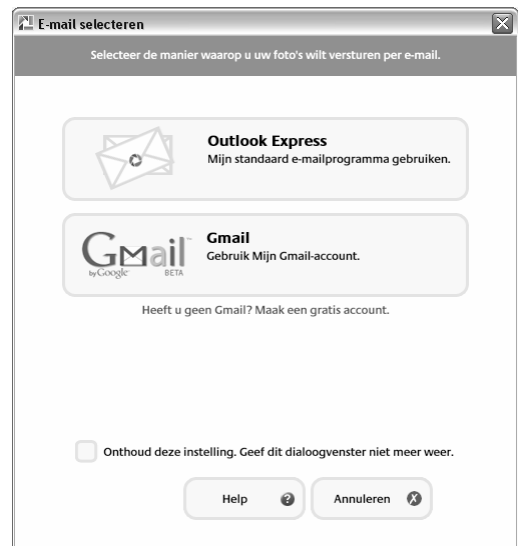 E-mail selecteren
Selecteer de manier waarop u uw foto's wilt versturen per e-mail.
Outlook Express
Mijn standaard e-mailprogramma gebruiken.
GMail™
by Google BETA
Gmail
Gebruik Mijn Gmail-account.
Heeft u geen Gmail? Maak een gratis account.
Onthoud deze instelling. Geef dit dialoogvenster niet meer weer.
Help ?
Annuleren X